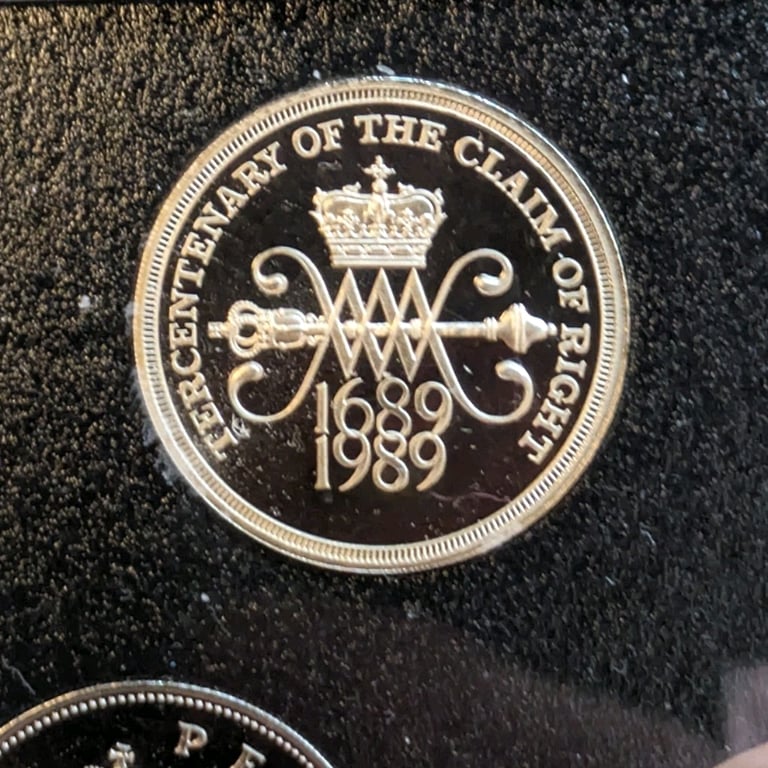 TERCENTENARY OF THE CLAIM OF RIGHT
1689
1989
P E